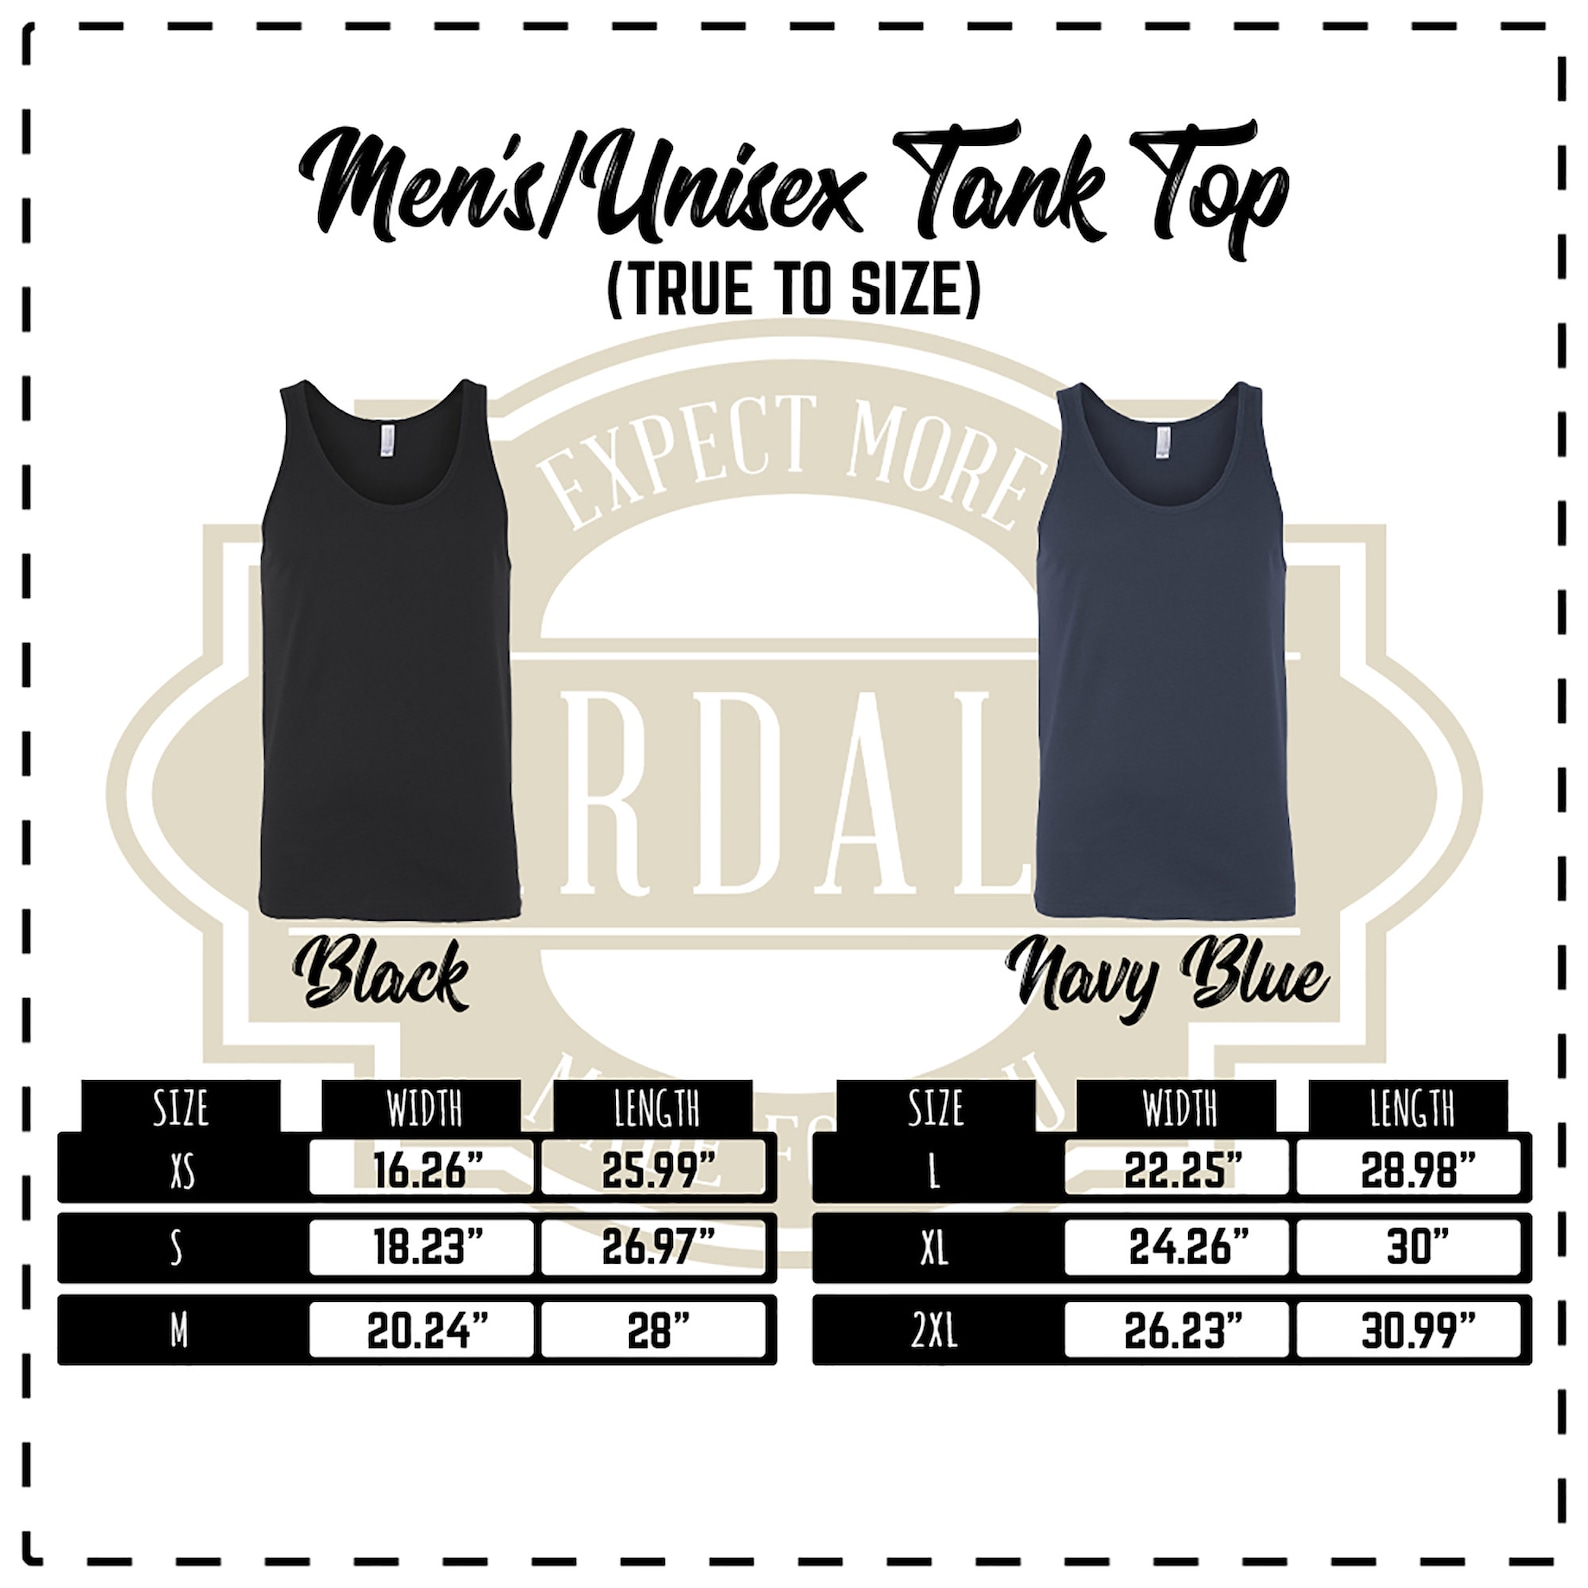 Men's/Unisex Tank Top
(TRUE TO SIZE)
EXPECT MORE
Black
Navy Blue
SIZE WIDTH LENGTH
XS 16.26” 25.99”
S 18.23” 26.97”
M 20.24” 28”
SIZE WIDTH LENGTH
L 22.25” 28.98”
XL 24.26” 30”
2XL 26.23” 30.99”